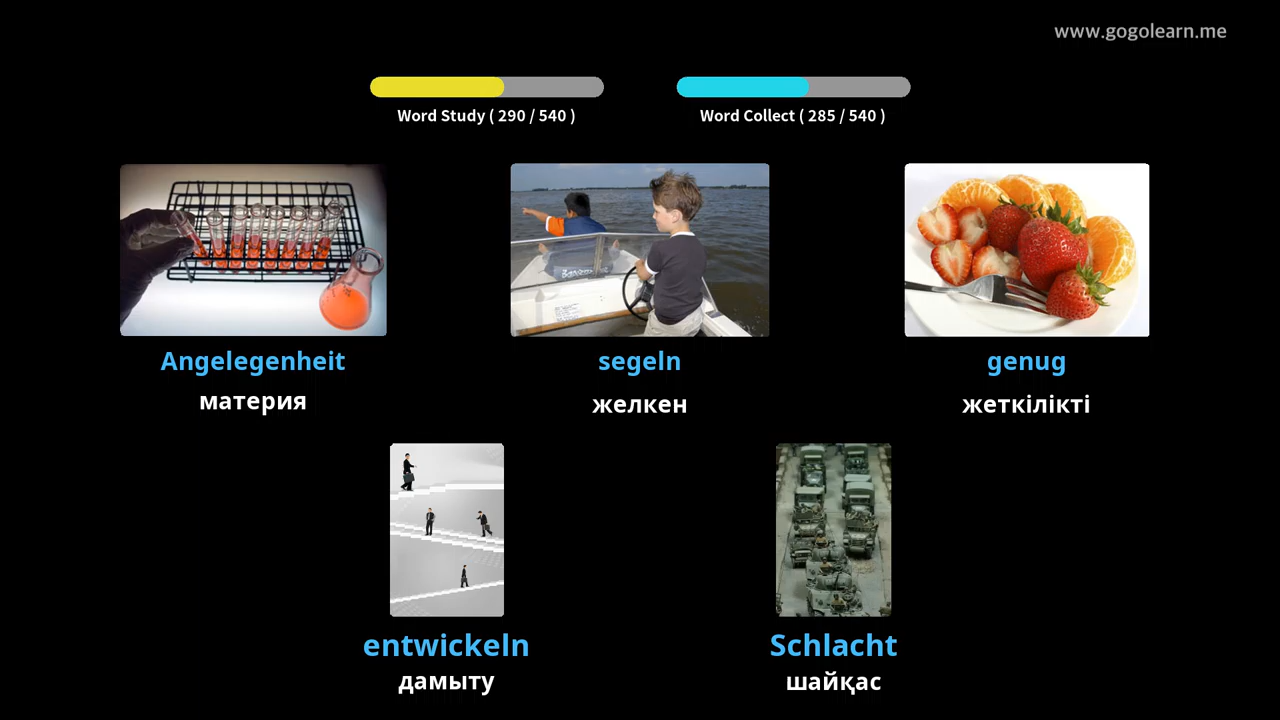 www.gogolearn.me
Word Study ( 290 / 540 )
Word Collect ( 285 / 540 )
Angelegenheit
материя
segeln
желкен
genug
жеткілікті
entwickeln
дамыту
Schlacht
шайқас